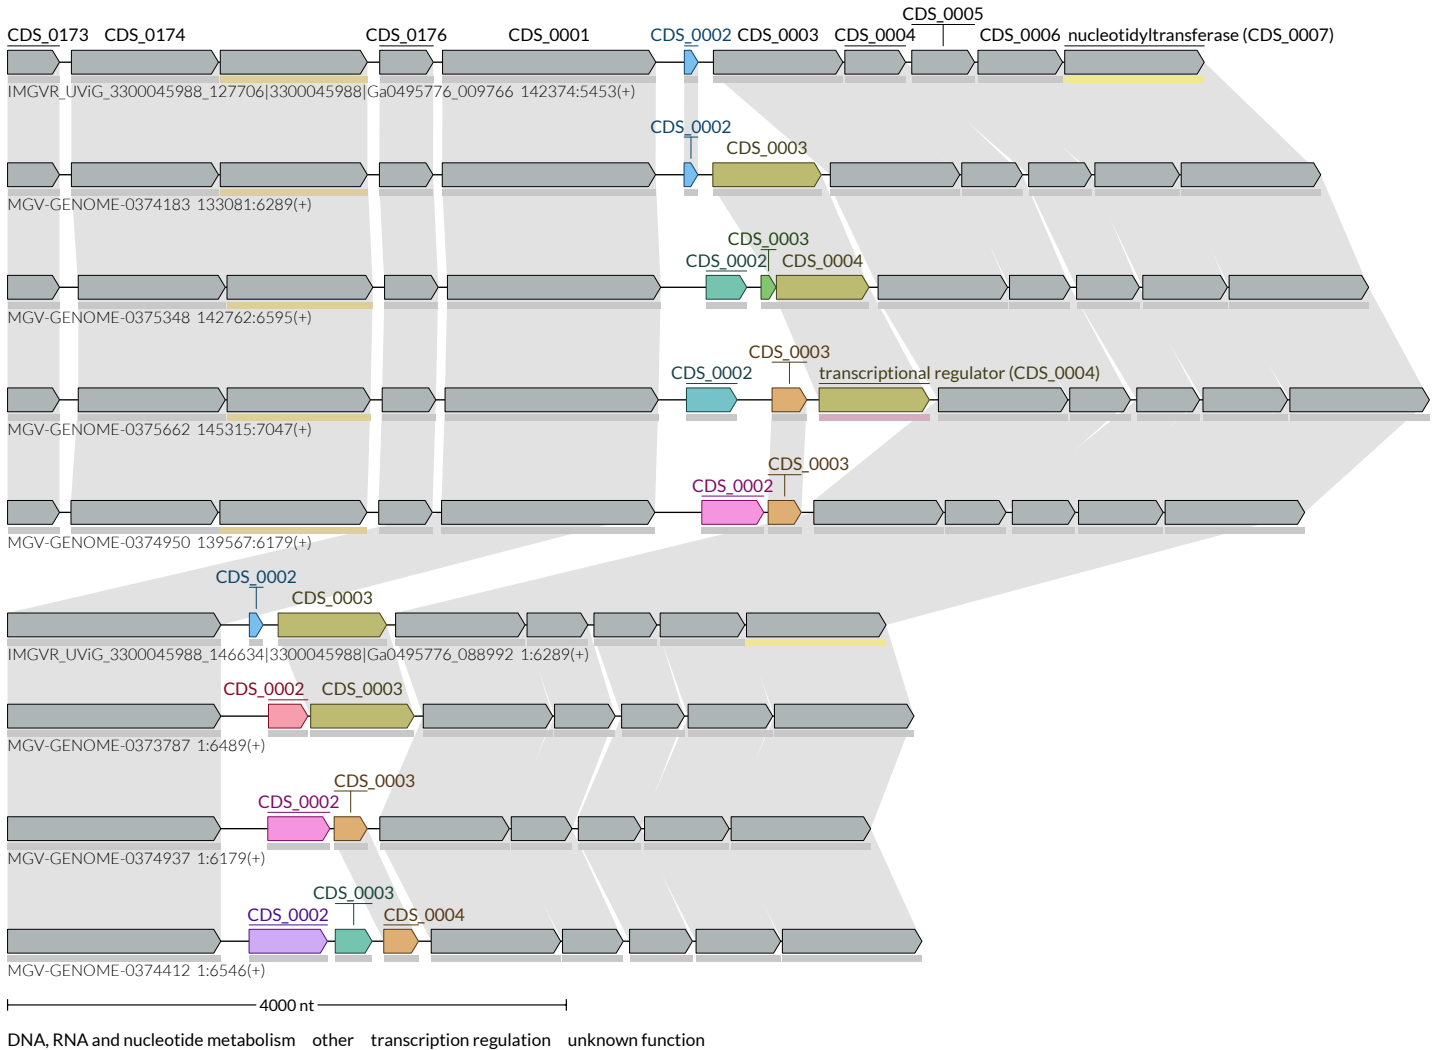 CDS_0005
CDS_0173 CDS_0174 CDS_0176 CDS_0001 CDS_0002 CDS_0003 CDS_0004 CDS_0006 nucleotidyltransferase (CDS_0007)
IMGVR_UViG_3300045988_127706|3300045988|Ga0495776_009766 142374:5453(+)
CDS_0002
CDS_0003
MGV-GENOME-0374183 133081:6289(+)
CDS_0003
CDS_0002 CDS_0004
MGV-GENOME-0375348 142762:6595(+)
CDS_0003
CDS_0002 transcriptional regulator (CDS_0004)
MGV-GENOME-0375662 145315:7047(+)
CDS_0003
CDS_0002
MGV-GENOME-0374950 139567:6179(+)
CDS_0002
CDS_0003
IMGVR_UViG_3300045988_146634|3300045988|Ga0495776_088992 1:6289(+)
CDS_0002 CDS_0003
MGV-GENOME-0373787 1:6489(+)
CDS_0003
CDS_0002
MGV-GENOME-0374937 1:6179(+)
CDS_0003
CDS_0002 CDS_0004
MGV-GENOME-0374412 1:6546(+)
4000 nt
DNA, RNA and nucleotide metabolism other transcription regulation unknown function